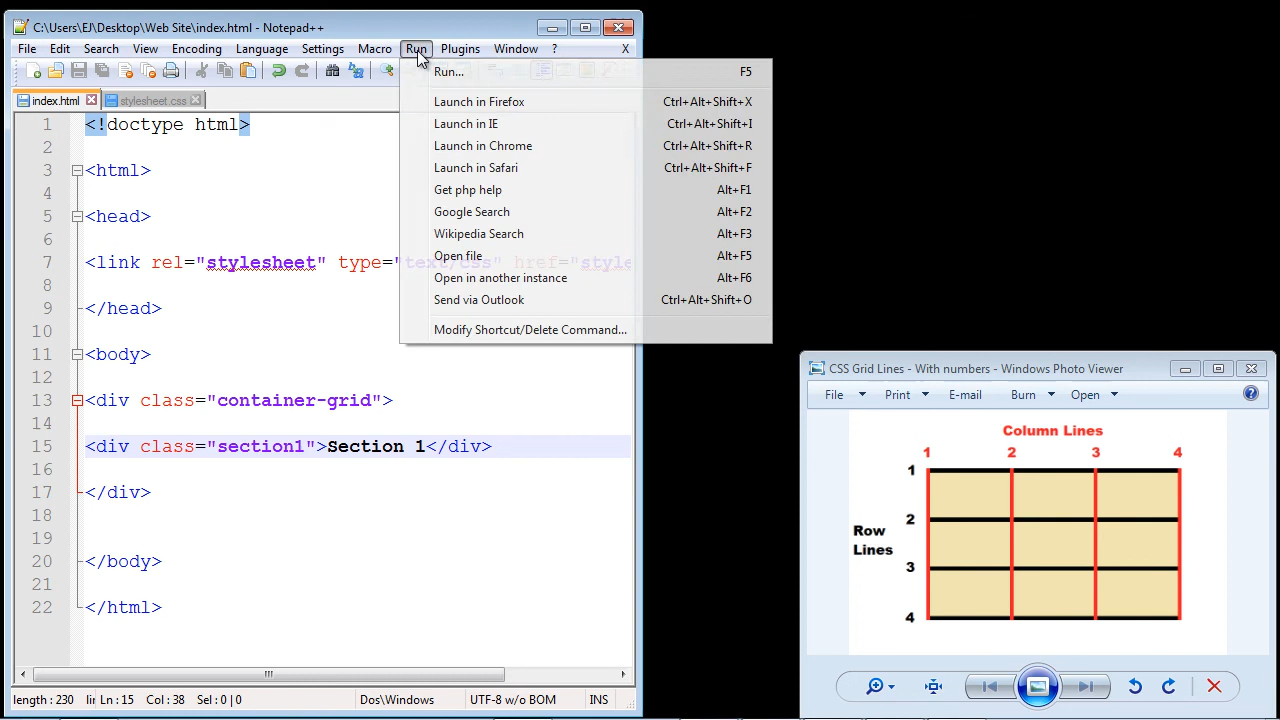 C:\Users\EJ\Desktop\Web Site\index.html - Notepad++
File Edit Search View Encoding Language Settings Macro Run Plugins Window ? X
index.html stylesheet.css
Run... F5
Launch in Firefox Ctrl+Alt+Shift+X
Launch in IE Ctrl+Alt+Shift+I
Launch in Chrome Ctrl+Alt+Shift+R
Launch in Safari Ctrl+Alt+Shift+F
Get php help Alt+F1
Google Search Alt+F2
Wikipedia Search Alt+F3
Open file Alt+F5
Open in another instance Alt+F6
Send via Outlook Ctrl+Alt+Shift+O
Modify Shortcut/Delete Command...
1 <!doctype html>
2
3 <html>
4
5 <head>
6
7 <link rel="stylesheet" type="text/css" href="style
8
9 </head>
10
11 <body>
12
13 <div class="container-grid">
14
15 <div class="section1">Section 1</div>
16
17 </div>
18
19
20 </body>
21
22 </html>
length : 230 Ln : 15 Col : 38 Sel : 0 | 0 Dos\Windows UTF-8 w/o BOM INS
CSS Grid Lines - With numbers - Windows Photo Viewer
File Print E-mail Burn Open
Column Lines
1 2 3 4
1
2
Row
Lines
3
4